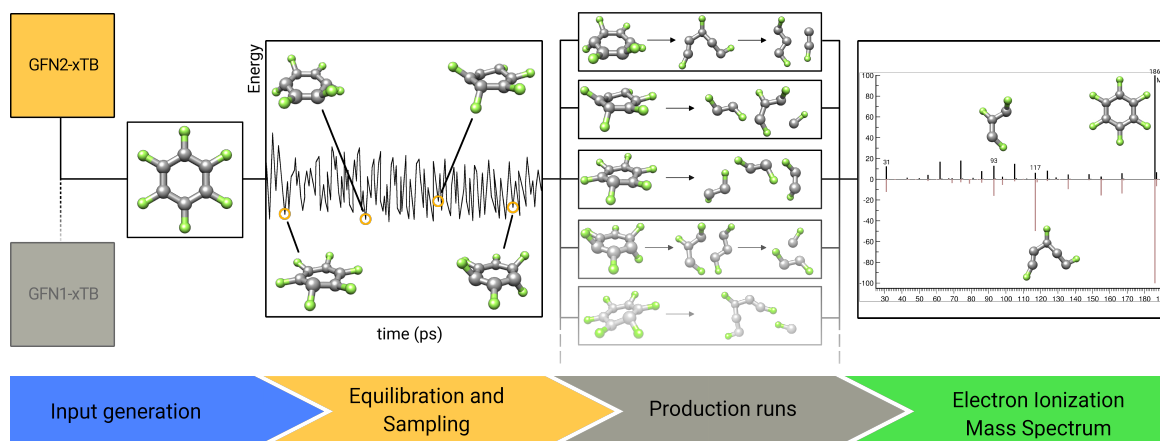 GFN2-xTB
GFN1-xTB
Energy
time (ps)
100
80
60
40
20
0
-20
-40
-60
-80
-100
31
93
117
186
M
30 40 50 60 70 80 90 100 110 120 130 140 150 160 170 180 1
Input generation
Equilibration and
Sampling
Production runs
Electron Ionization
Mass Spectrum